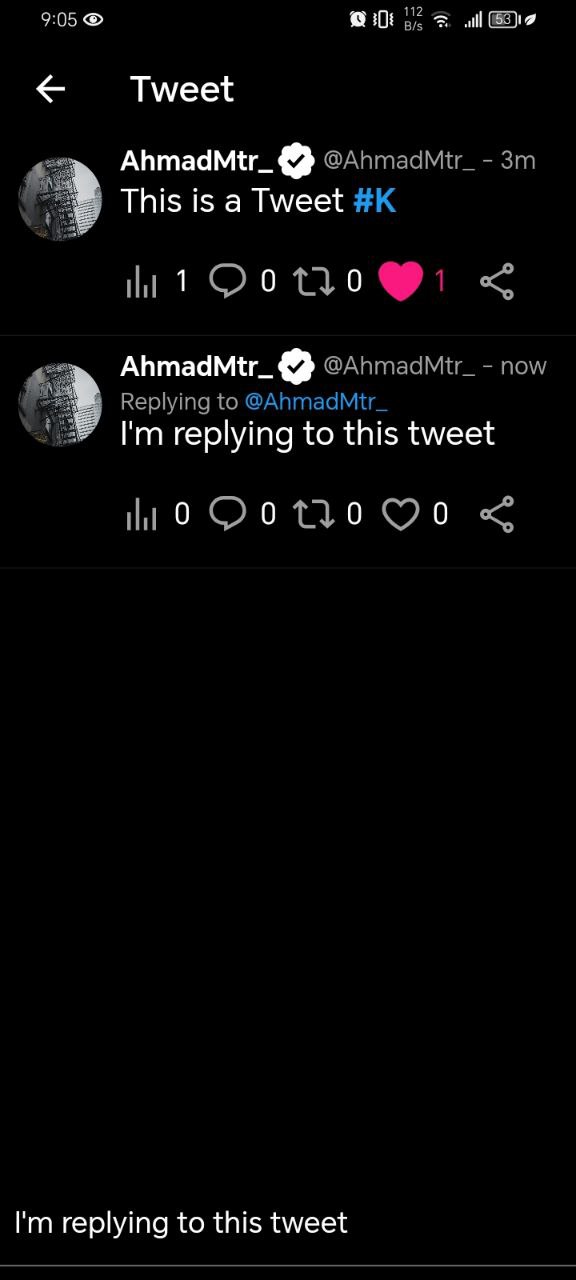 9:05 112 B/s 53
Tweet
AhmadMtr_ @AhmadMtr_ - 3m
This is a Tweet #K
1 0 0 1
AhmadMtr_ @AhmadMtr_ - now
Replying to @AhmadMtr_
I'm replying to this tweet
0 0 0 0
I'm replying to this tweet